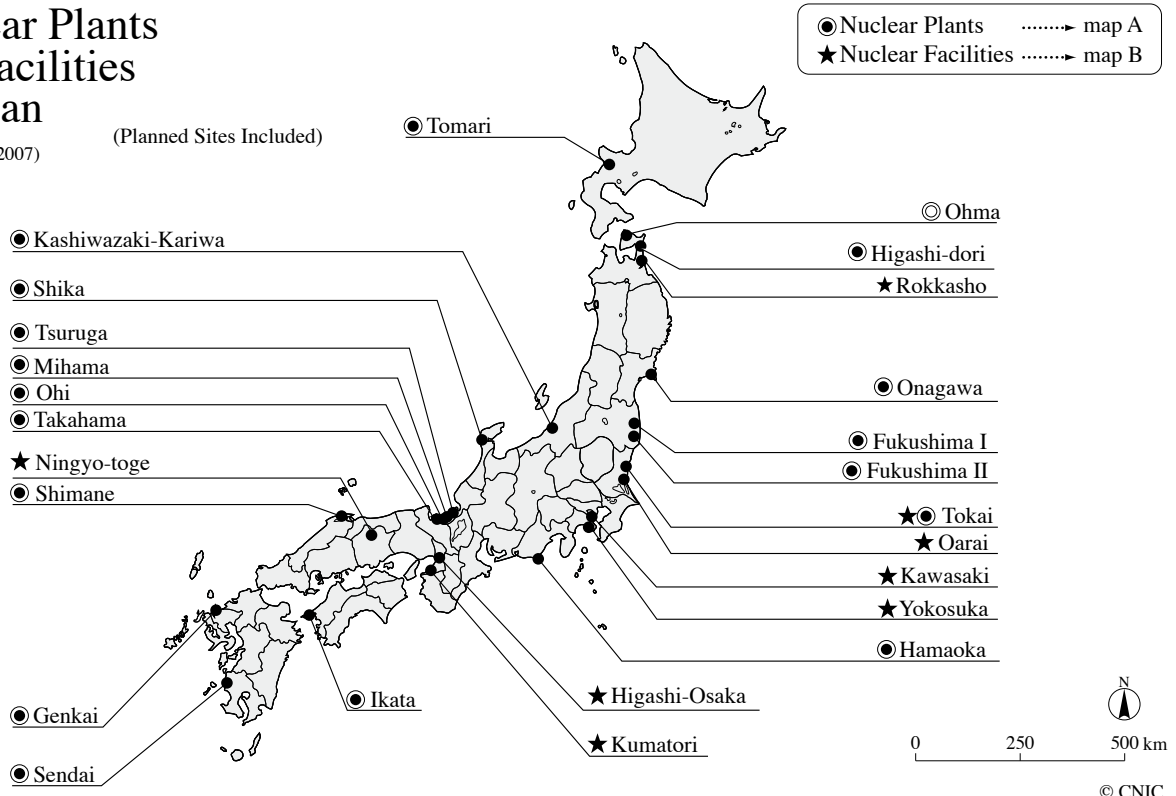 ar Plants
acilities
an
2007)
(Planned Sites Included)
Nuclear Plants map A
Nuclear Facilities map B
Tomari
Ohma
Higashi-dori
Rokkasho
Onagawa
Fukushima I
Fukushima II
Tokai
Oarai
Kawasaki
Yokosuka
Hamaoka
Kashiwazaki-Kariwa
Shika
Tsuruga
Mihama
Ohi
Takahama
Ningyo-toge
Shimane
Genkai
Sendai
Ikata
Higashi-Osaka
Kumatori
N
0 250 500 km
© CNIC